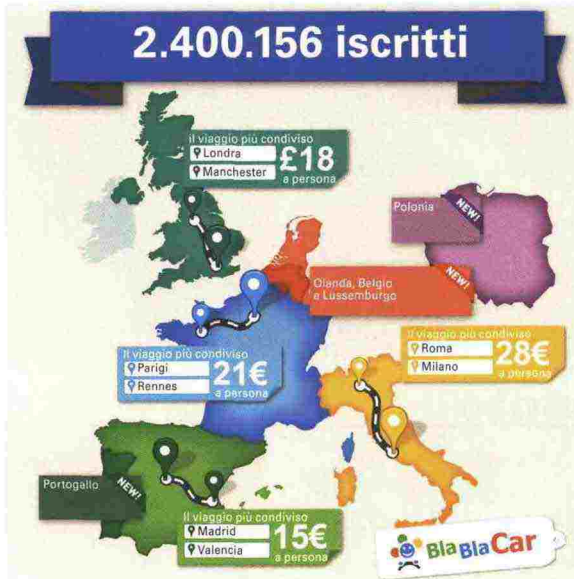 2.400.156 iscritti
Il viaggio più condiviso
Londra
Manchester
£18
a persona
Polonia
NEW!
Olanda, Belgio
e Lussemburgo
NEW!
Il viaggio più condiviso
Roma
Milano
28€
a persona
Il viaggio più condiviso
Parigi
Rennes
21€
a persona
Portogallo
NEW!
Il viaggio più condiviso
Madrid
Valencia
15€
a persona
BlaBlaCar